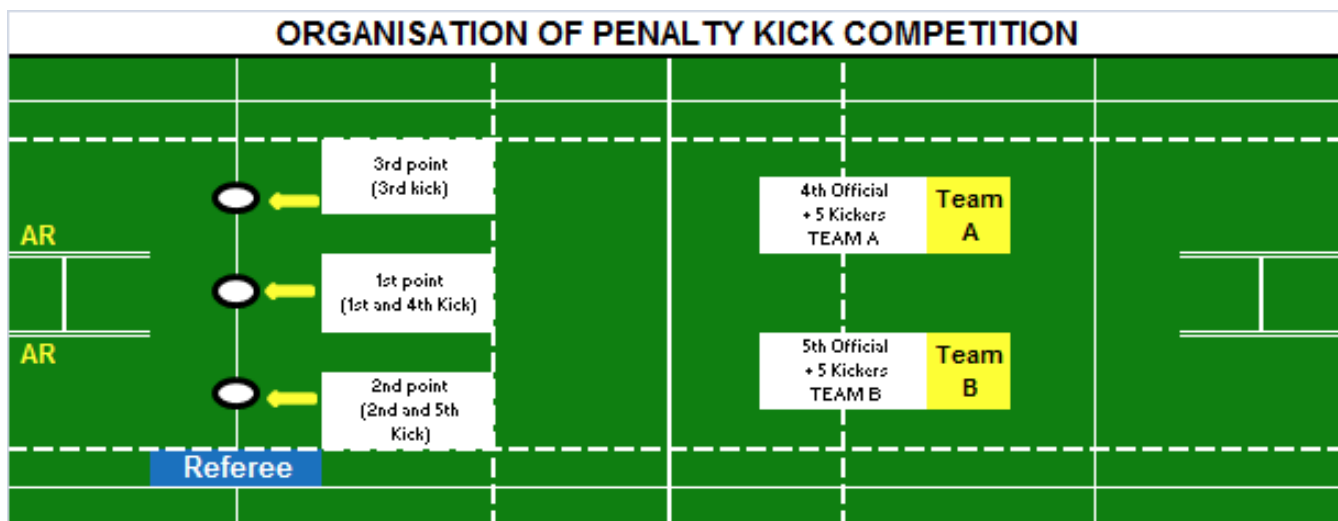 ORGANISATION OF PENALTY KICK COMPETITION
3rd point
(3rd kick)
4th Official
+ 5 Kickers
TEAM A
Team
A
AR
1st point
(1st and 4th Kick)
AR
5th Official
+ 5 Kickers
TEAM B
Team
B
2nd point
(2nd and 5th
Kick)
Referee